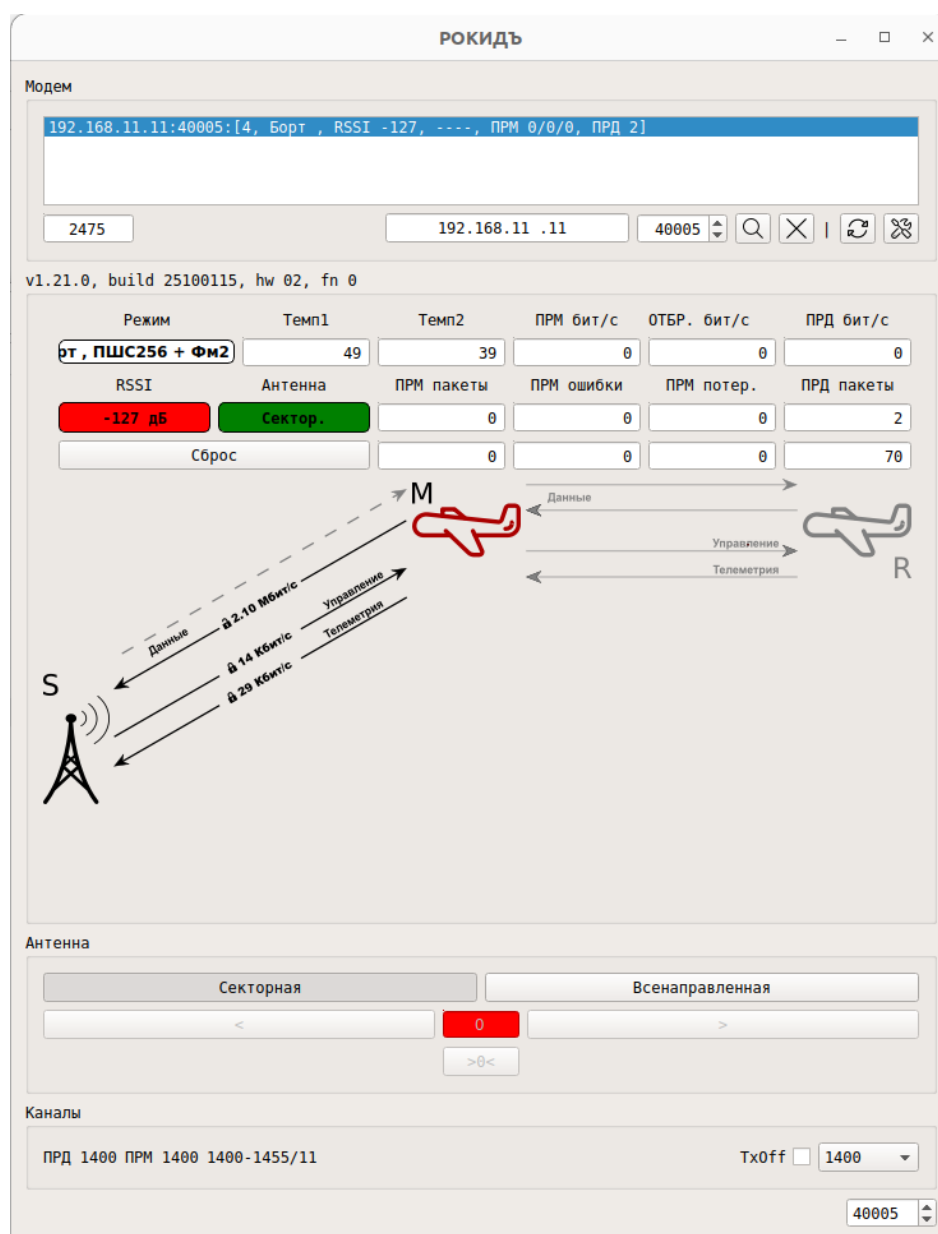 РОКИДЪ
Модем
192.168.11.11:40005:[4, Борт , RSSI -127, ----, ПРМ 0/0/0, ПРД 2]
2475 192.168.11 .11 40005 |
v1.21.0, build 25100115, hw 02, fn 0
Режим Темп1 Темп2 ПРМ бит/с ОТБР. бит/с ПРД бит/с
рт , ПШС256 + Фм2 49 39 0 0 0
RSSI Антенна ПРМ пакеты ПРМ ошибки ПРМ потер. ПРД пакеты
-127 дБ Сектор. 0 0 0 2
Сброс 0 0 0 70
M
Данные
Управление
Телеметрия
R
Данные 2.10 Мбит/с
14 Кбит/с Управление
29 Кбит/с Телеметрия
S
Антенна
Секторная Всенаправленная
< 0 >
>0<
Каналы
ПРД 1400 ПРМ 1400 1400-1455/11 TxOff 1400
40005